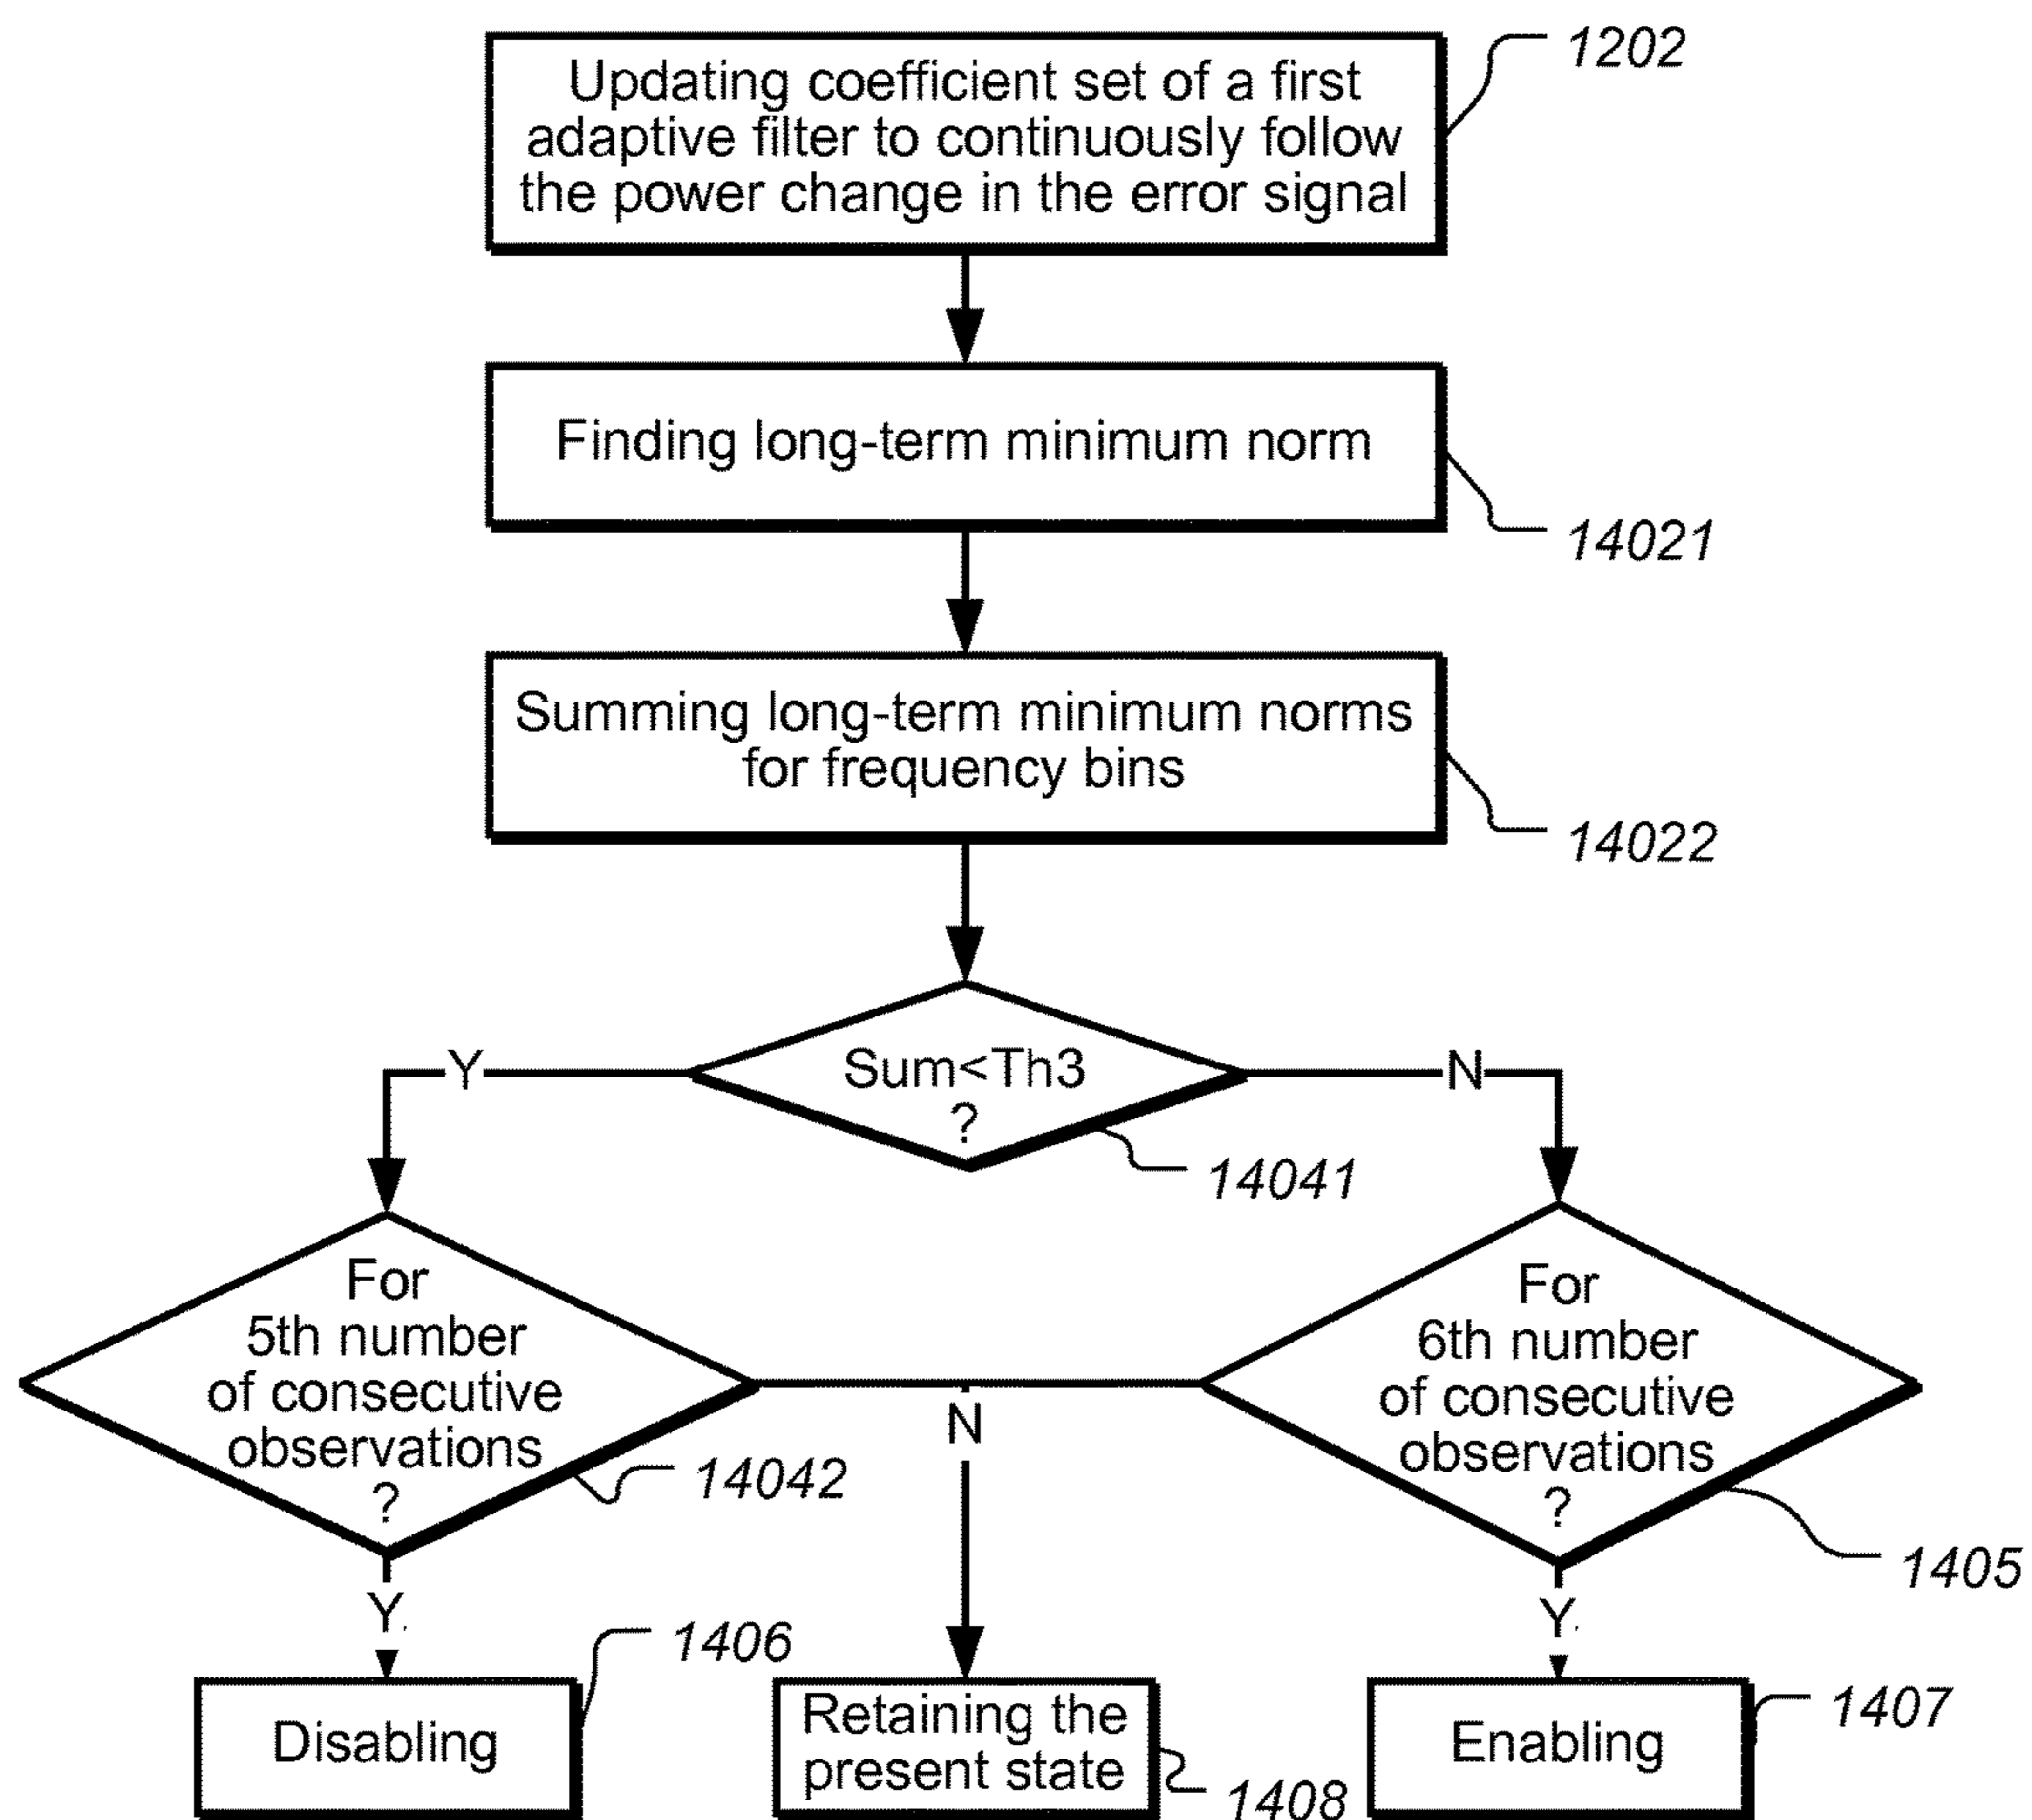 Updating coefficient set of a first
adaptive filter to continuously follow
the power change in the error signal
1202
Finding long-term minimum norm
14021
Summing long-term minimum norms
for frequency bins
14022
Sum<Th3
?
14041
Y
N
For
5th number
of consecutive
observations
?
14042
N
For
6th number
of consecutive
observations
?
1405
Y
Y
Disabling
1406
Retaining the
present state
1408
Enabling
1407